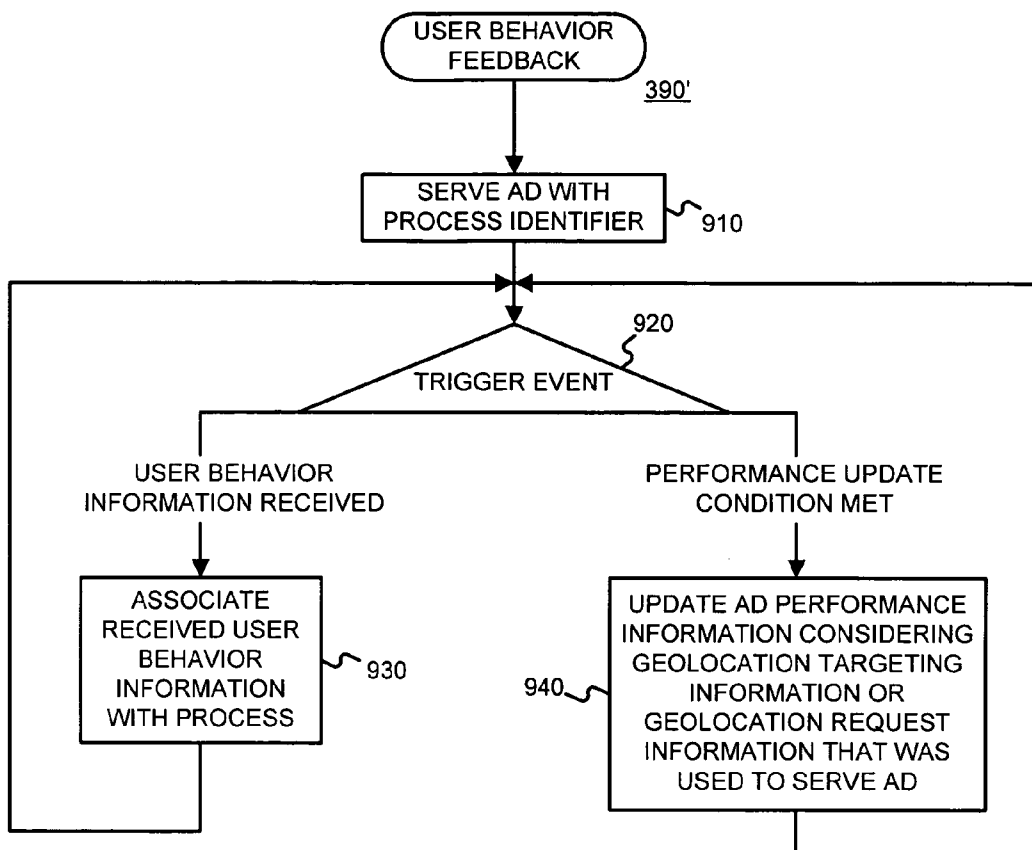 USER BEHAVIOR
FEEDBACK
390'
SERVE AD WITH
PROCESS IDENTIFIER
910
920
TRIGGER EVENT
USER BEHAVIOR
INFORMATION RECEIVED
PERFORMANCE UPDATE
CONDITION MET
ASSOCIATE
RECEIVED USER
BEHAVIOR
INFORMATION
WITH PROCESS
930
940
UPDATE AD PERFORMANCE
INFORMATION CONSIDERING
GEOLOCATION TARGETING
INFORMATION OR
GEOLOCATION REQUEST
INFORMATION THAT WAS
USED TO SERVE AD